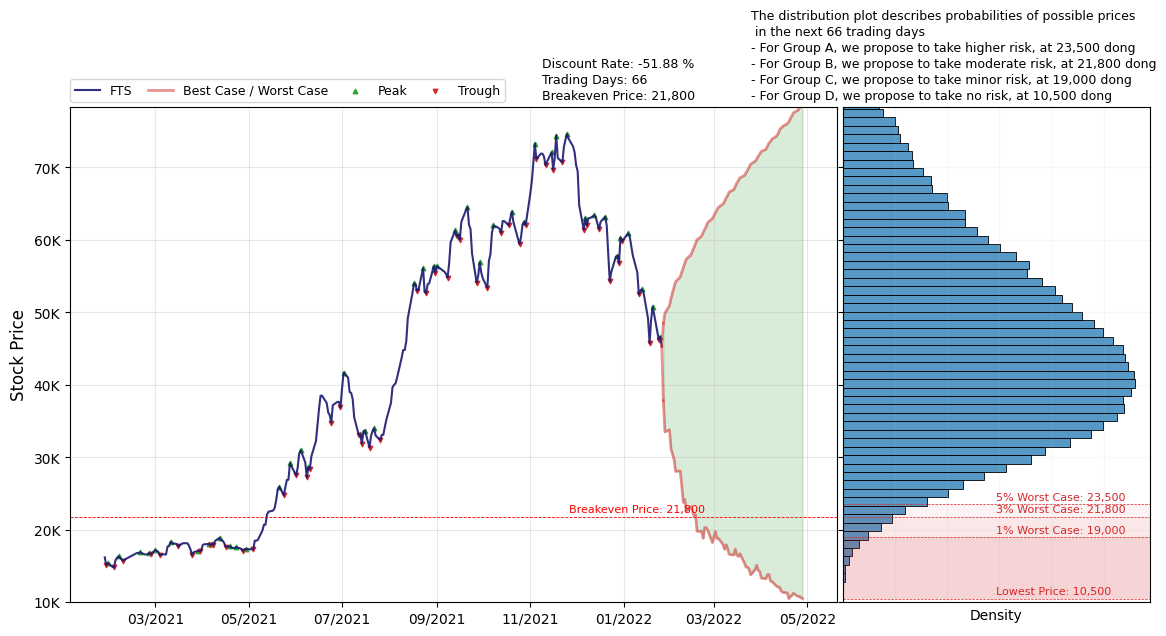 The distribution plot describes probabilities of possible prices
in the next 66 trading days
- For Group A, we propose to take higher risk, at 23,500 dong
- For Group B, we propose to take moderate risk, at 21,800 dong
- For Group C, we propose to take minor risk, at 19,000 dong
- For Group D, we propose to take no risk, at 10,500 dong
Discount Rate: -51.88 %
Trading Days: 66
Breakeven Price: 21,800
FTS Best Case / Worst Case Peak Trough
Stock Price
70K
60K
50K
40K
30K
20K
10K
Breakeven Price: 21,800
03/2021 05/2021 07/2021 09/2021 11/2021 01/2022 03/2022 05/2022
5% Worst Case: 23,500
3% Worst Case: 21,800
1% Worst Case: 19,000
Lowest Price: 10,500
Density